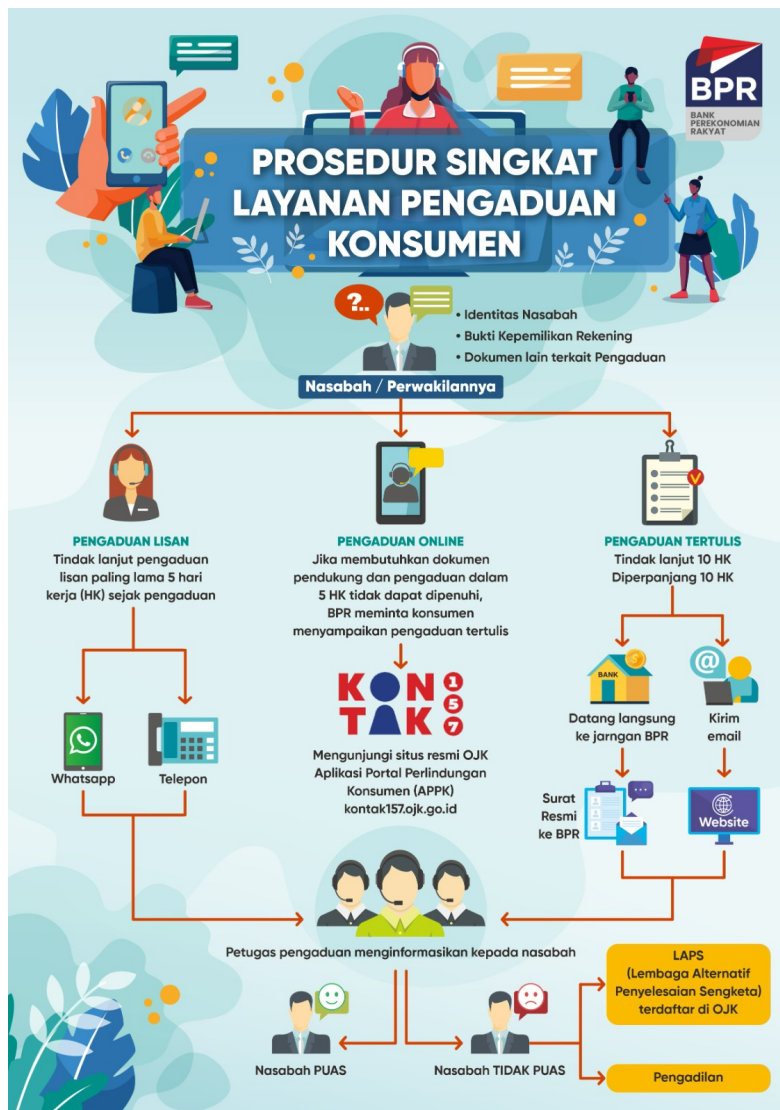 BPR
BANK
PEREKONOMIAN
RAKYAT
PROSEDUR SINGKAT
LAYANAN PENGADUAN
KONSUMEN
?..
• Identitas Nasabah
• Bukti Kepemilikan Rekening
• Dokumen lain terkait Pengaduan
Nasabah / Perwakilannya
PENGADUAN LISAN
Tindak lanjut pengaduan
lisan paling lama 5 hari
kerja (HK) sejak pengaduan
Whatsapp
Telepon
PENGADUAN ONLINE
Jika membutuhkan dokumen
pendukung dan pengaduan dalam
5 HK tidak dapat dipenuhi,
BPR meminta konsumen
menyampaikan pengaduan tertulis
KONTAK 157
Mengunjungi situs resmi OJK
Aplikasi Portal Perlindungan
Konsumen (APPK)
kontak157.ojk.go.id
PENGADUAN TERTULIS
Tindak lanjut 10 HK
Diperpanjang 10 HK
BANK
$
@
Datang langsung
ke jarngan BPR
Kirim
email
Surat
Resmi
ke BPR
Website
Petugas pengaduan menginformasikan kepada nasabah
Nasabah PUAS
Nasabah TIDAK PUAS
LAPS
(Lembaga Alternatif
Penyelesaian Sengketa)
terdaftar di OJK
Pengadilan